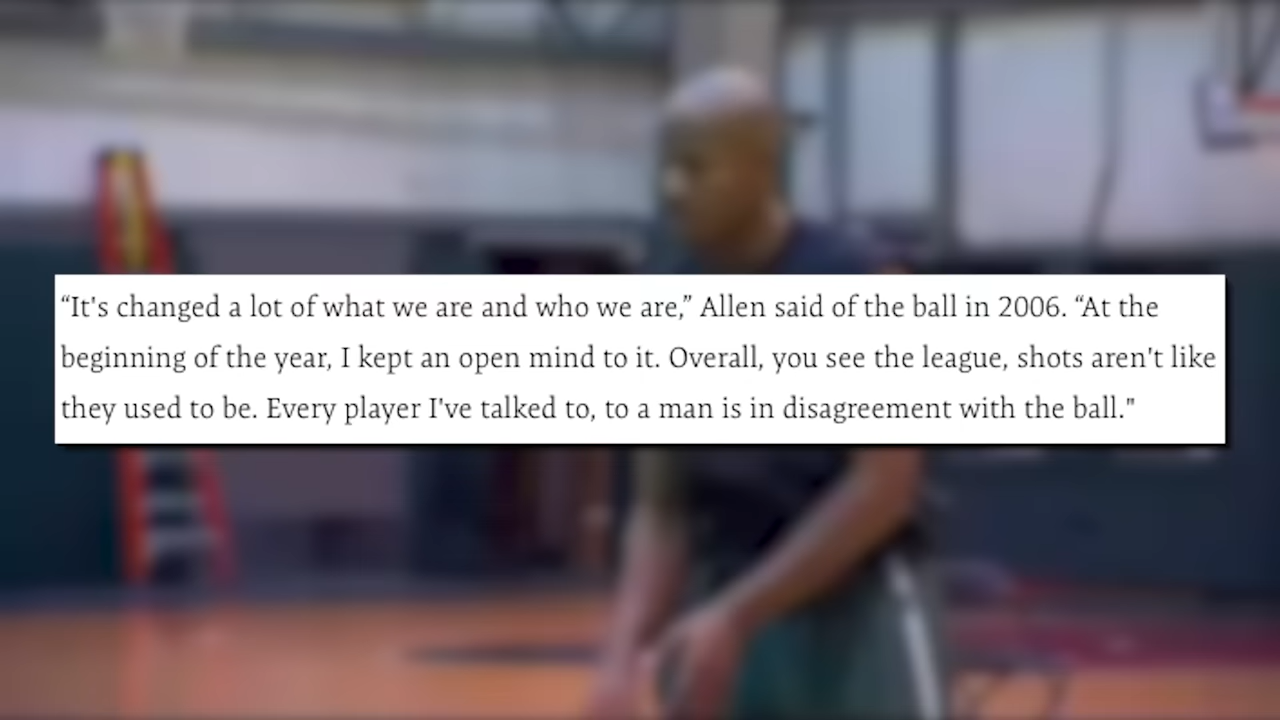 “It's changed a lot of what we are and who we are,” Allen said of the ball in 2006. “At the
beginning of the year, I kept an open mind to it. Overall, you see the league, shots aren't like
they used to be. Every player I've talked to, to a man is in disagreement with the ball."